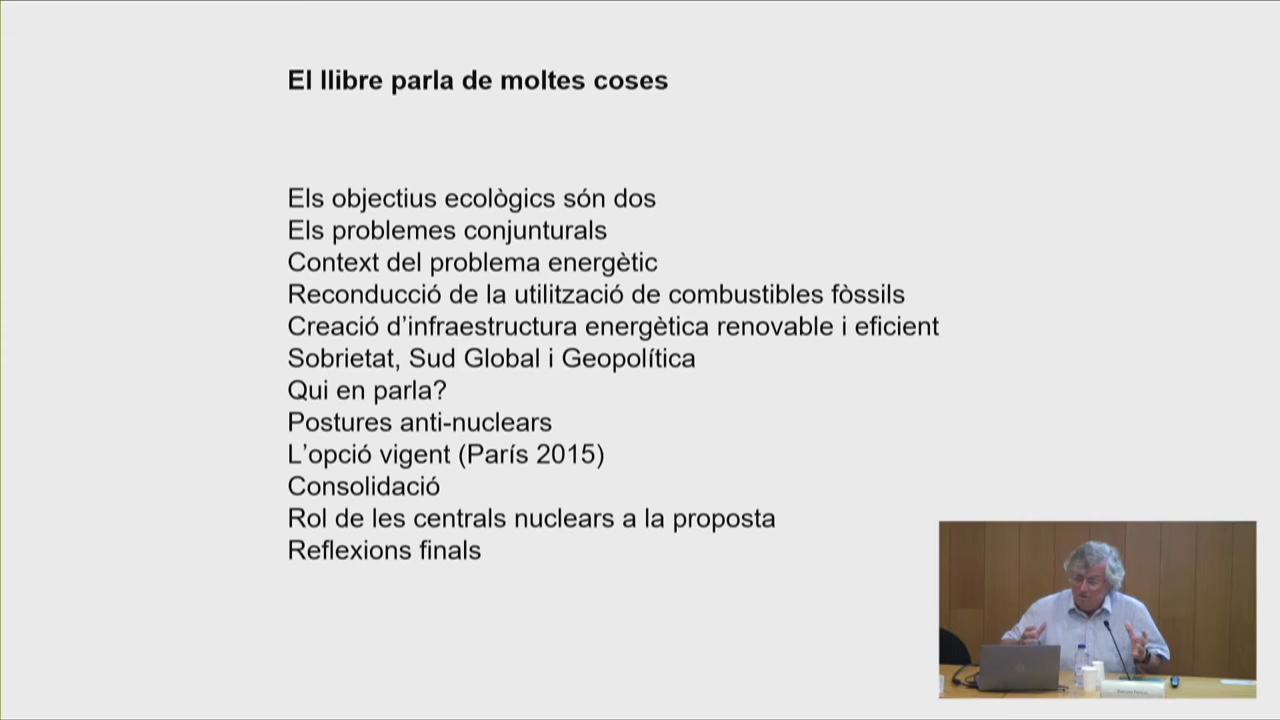 El llibre parla de moltes coses
Els objectius ecològics són dos
Els problemes conjunturals
Context del problema energètic
Reconducció de la utilització de combustibles fòssils
Creació d’infraestructura energètica renovable i eficient
Sobrietat, Sud Global i Geopolítica
Qui en parla?
Postures anti-nuclears
L’opció vigent (París 2015)
Consolidació
Rol de les centrals nuclears a la proposta
Reflexions finals